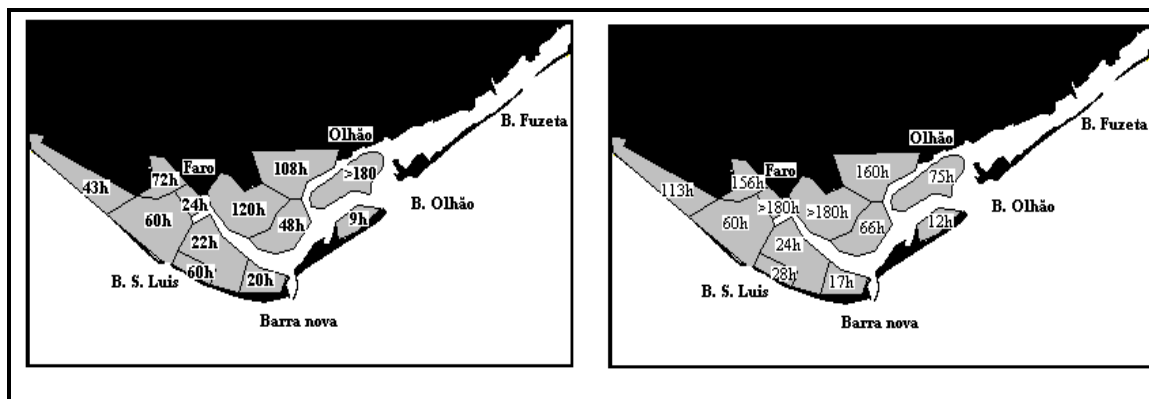 B. Fuzeta
Olhão
Faro
108h
>180
72h
43h
24h
120h
B. Olhão
60h
48h
9h
22h
60h
20h
B. S. Luis
Barra nova
B. Fuzeta
Olhão
Faro
160h
75h
156h
113h
>180h
>180h
B. Olhão
60h
66h
12h
24h
28h
17h
B. S. Luis
Barra nova